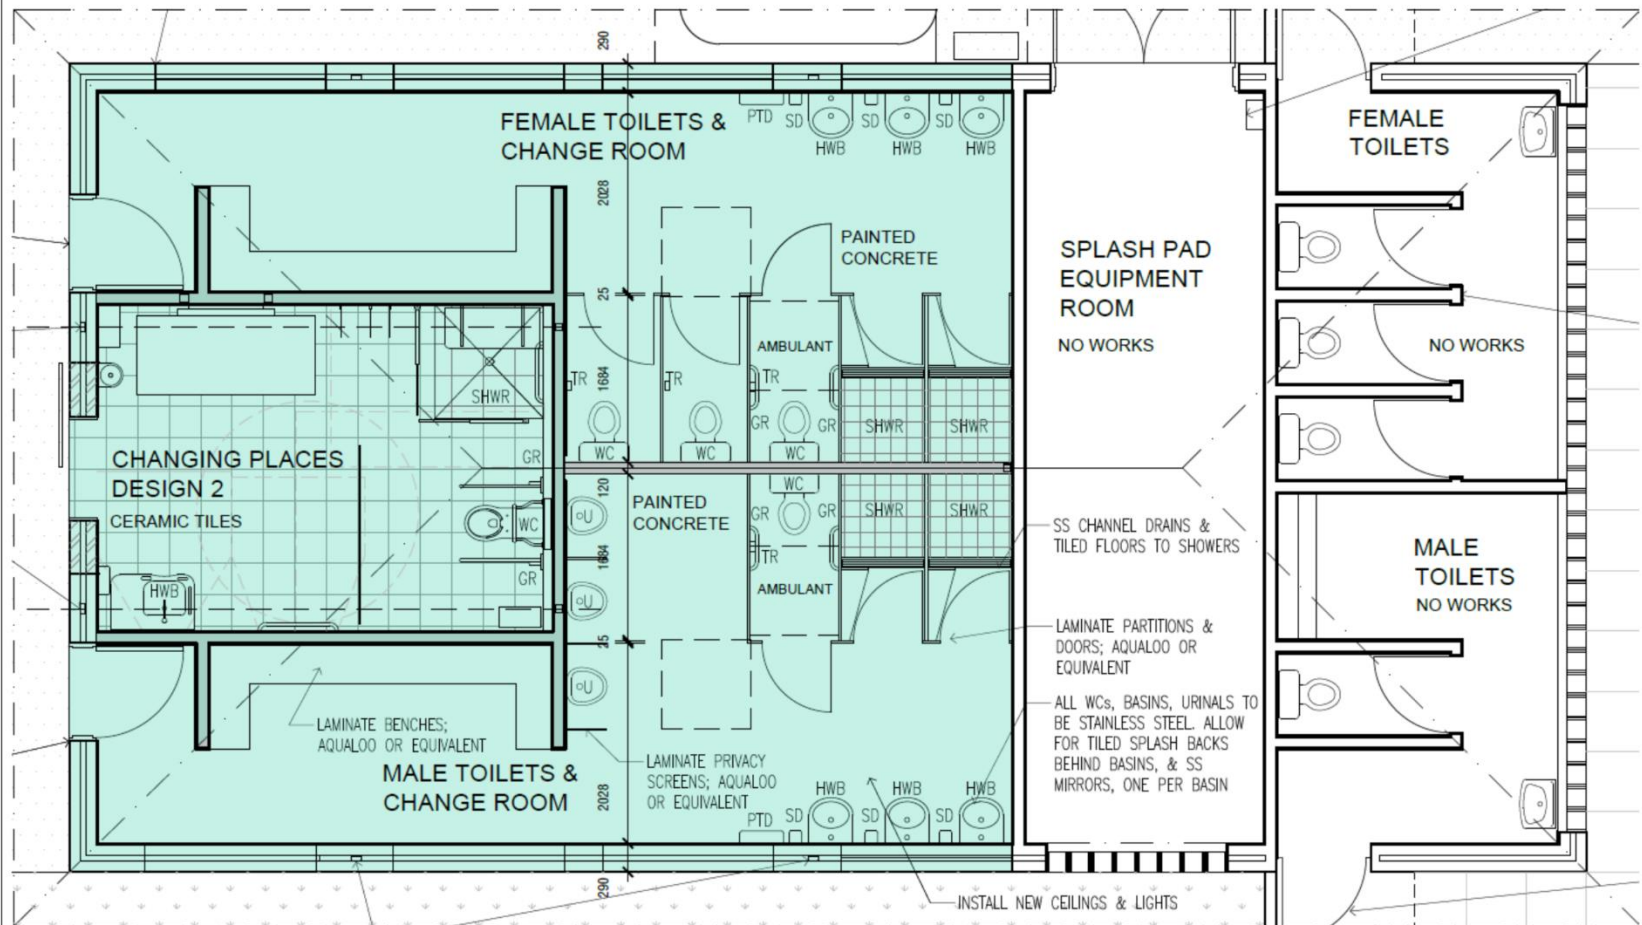 290
FEMALE TOILETS &
CHANGE ROOM
PTD
SD
HWB
SD
HWB
SD
HWB
FEMALE
TOILETS
2028
PAINTED
CONCRETE
SPLASH PAD
EQUIPMENT
ROOM
NO WORKS
25
AMBULANT
NO WORKS
TR
1684
TR
TR
SHWR
GR
GR
SHWR
SHWR
WC
WC
WC
CHANGING PLACES
DESIGN 2
CERAMIC TILES
GR
WC
GR
HWB
120
PAINTED
CONCRETE
WC
GR
GR
SHWR
SHWR
U
TR
1684
AMBULANT
U
SS CHANNEL DRAINS &
TILED FLOORS TO SHOWERS
MALE
TOILETS
NO WORKS
25
U
LAMINATE PARTITIONS &
DOORS; AQUALOO OR
EQUIVALENT
ALL WCs, BASINS, URINALS TO
BE STAINLESS STEEL. ALLOW
FOR TILED SPLASH BACKS
BEHIND BASINS, & SS
MIRRORS, ONE PER BASIN
LAMINATE BENCHES;
AQUALOO OR EQUIVALENT
MALE TOILETS &
CHANGE ROOM
LAMINATE PRIVACY
SCREENS; AQUALOO
OR EQUIVALENT
2028
PTD
SD
HWB
SD
HWB
SD
HWB
290
INSTALL NEW CEILINGS & LIGHTS